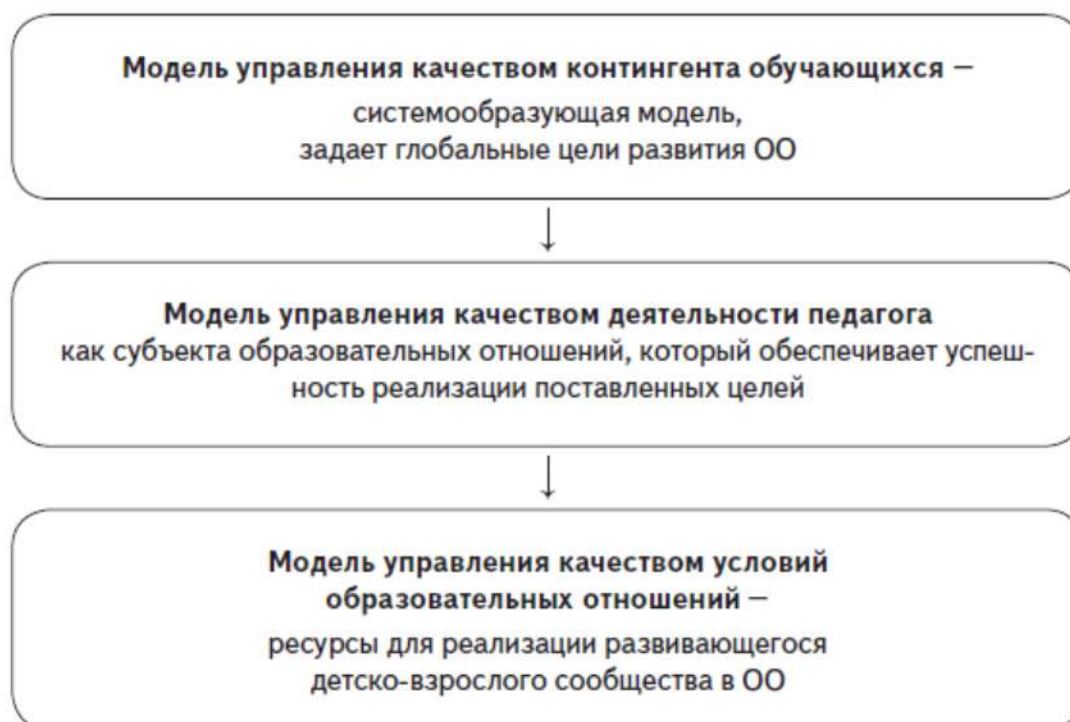 Модель управления качеством контингента обучающихся —
системообразующая модель,
задает глобальные цели развития ОО
↓
Модель управления качеством деятельности педагога
как субъекта образовательных отношений, который обеспечивает успеш-
ность реализации поставленных целей
↓
Модель управления качеством условий
образовательных отношений —
ресурсы для реализации развивающегося
детско-взрослого сообщества в ОО